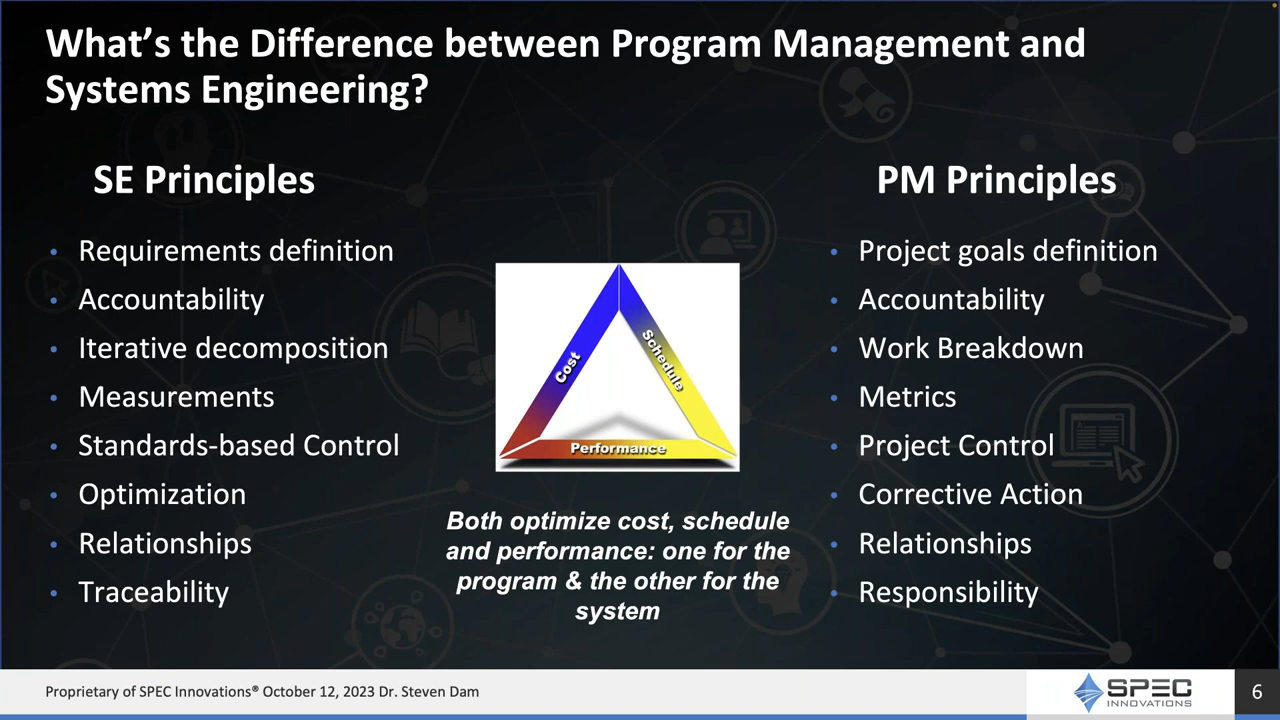 What's the Difference between Program Management and
Systems Engineering?
SE Principles
• Requirements definition
• Accountability
• Iterative decomposition
• Measurements
• Standards-based Control
• Optimization
• Relationships
• Traceability
Cost
Schedule
Performance
Both optimize cost, schedule
and performance: one for the
program & the other for the
system
PM Principles
• Project goals definition
• Accountability
• Work Breakdown
• Metrics
• Project Control
• Corrective Action
• Relationships
• Responsibility
Proprietary of SPEC Innovations® October 12, 2023 Dr. Steven Dam
SPEC
INNOVATIONS
6